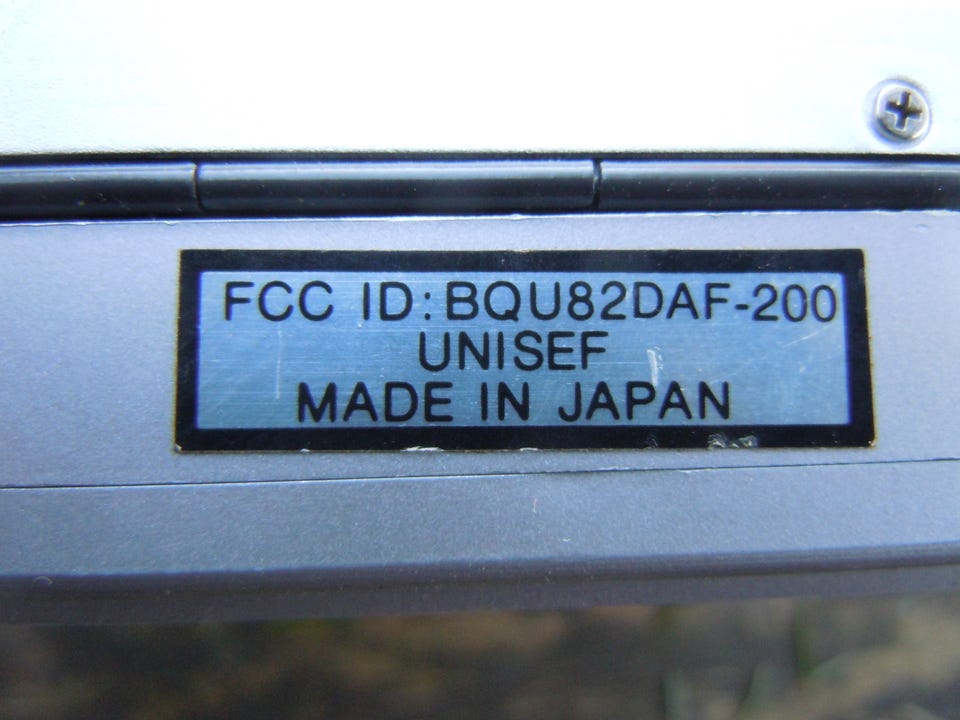 FCC ID: BQU82DAF-200
UNISEF
MADE IN JAPAN